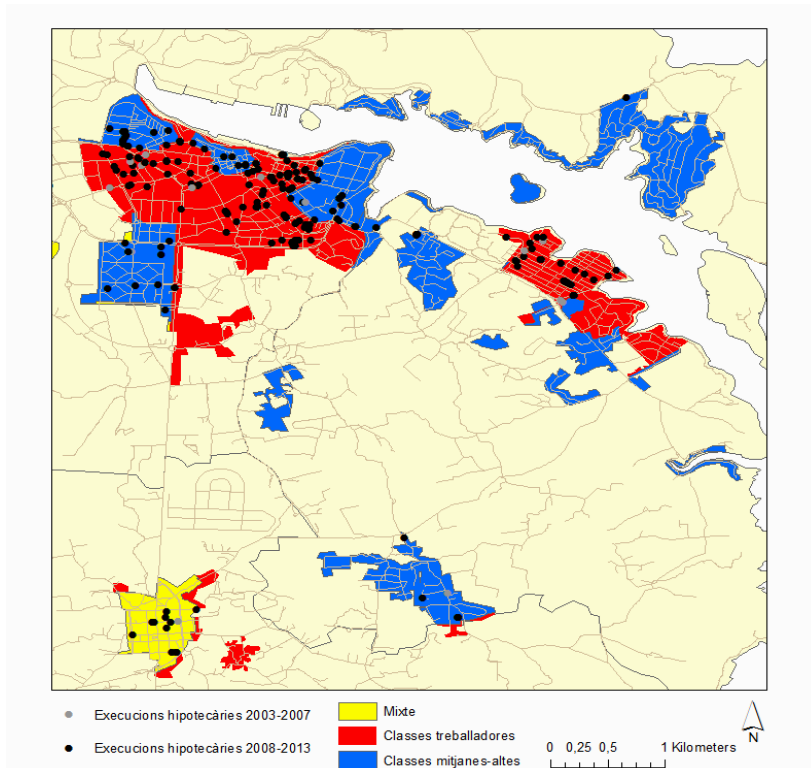 Execucions hipotecàries 2003-2007
Execucions hipotecàries 2008-2013
Mixte
Classes treballadores
Classes mitjanes-altes
0 0,25 0,5 1 Kilometers
N